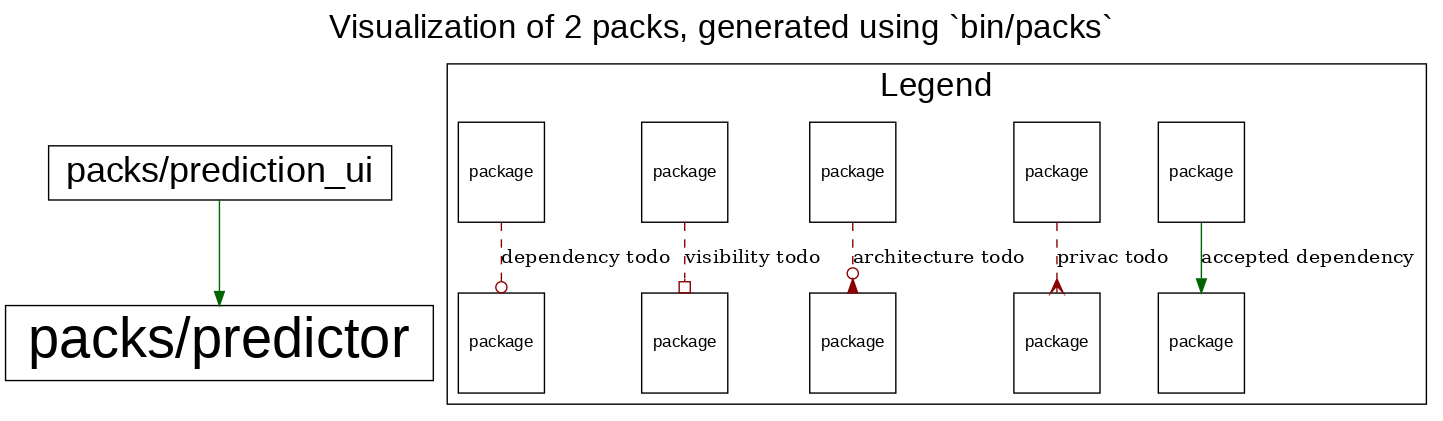 Visualization of 2 packs, generated using `bin/packs`
packs/prediction_ui
packs/predictor
Legend
package
package
package
package
package
dependency todo
visibility todo
architecture todo
privac todo
accepted dependency
package
package
package
package
package